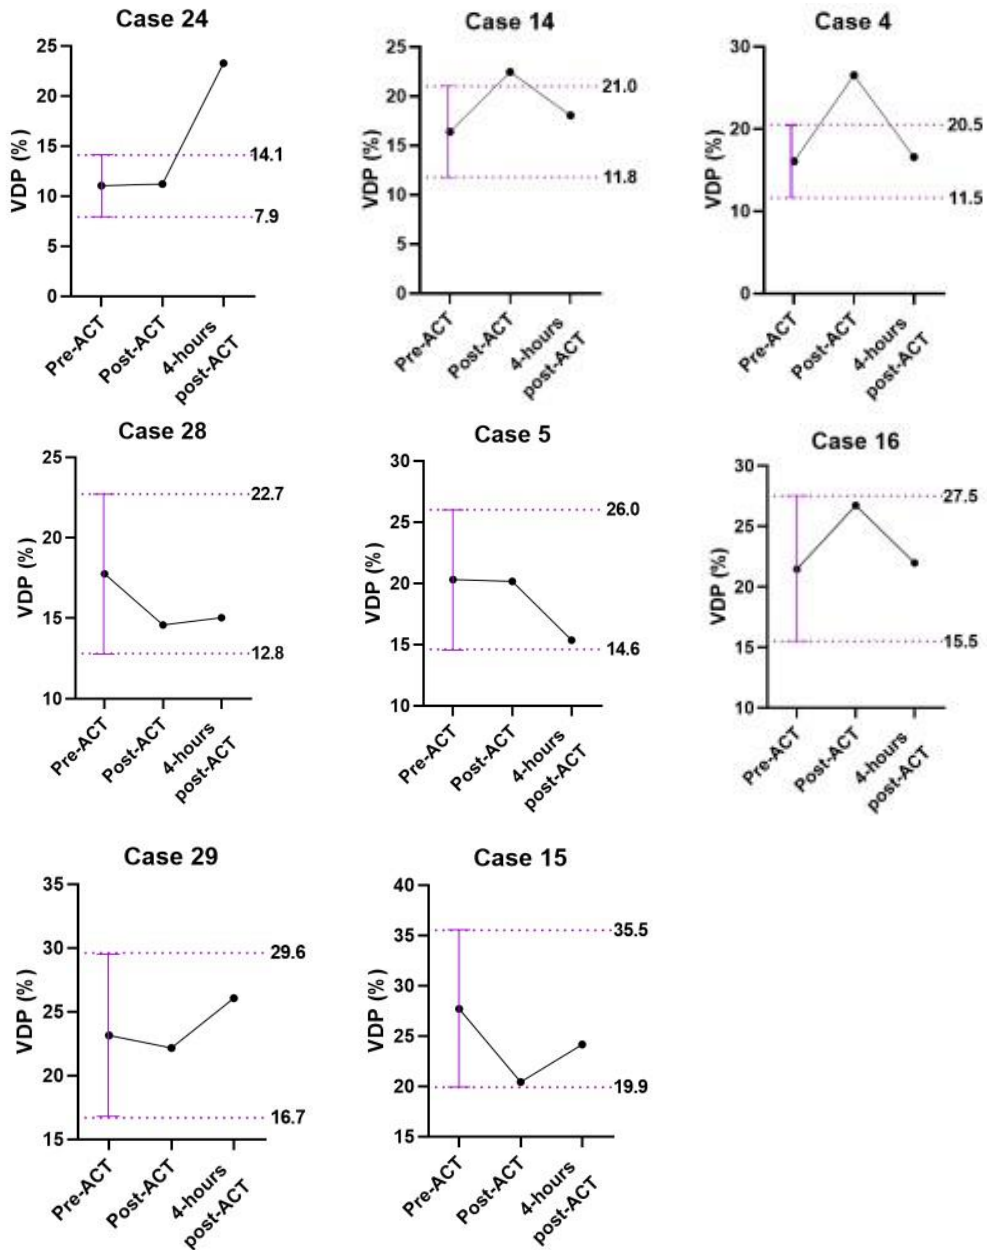 Case 24
VDP (%)
25
20
15
10
5
0
14.1
7.9
Pre-ACT
Post-ACT
4-hours
post-ACT
Case 14
VDP (%)
25
20
15
10
5
0
21.0
11.8
Pre-ACT
Post-ACT
4-hours
post-ACT
Case 4
VDP (%)
30
20
10
0
20.5
11.5
Pre-ACT
Post-ACT
4-hours
post-ACT
Case 28
VDP (%)
25
20
15
10
22.7
12.8
Pre-ACT
Post-ACT
4-hours
post-ACT
Case 5
VDP (%)
30
25
20
15
10
26.0
14.6
Pre-ACT
Post-ACT
4-hours
post-ACT
Case 16
VDP (%)
30
25
20
15
10
27.5
15.5
Pre-ACT
Post-ACT
4-hours
post-ACT
Case 29
VDP (%)
35
30
25
20
15
29.6
16.7
Pre-ACT
Post-ACT
4-hours
post-ACT
Case 15
VDP (%)
40
35
30
25
20
15
35.5
19.9
Pre-ACT
Post-ACT
4-hours
post-ACT